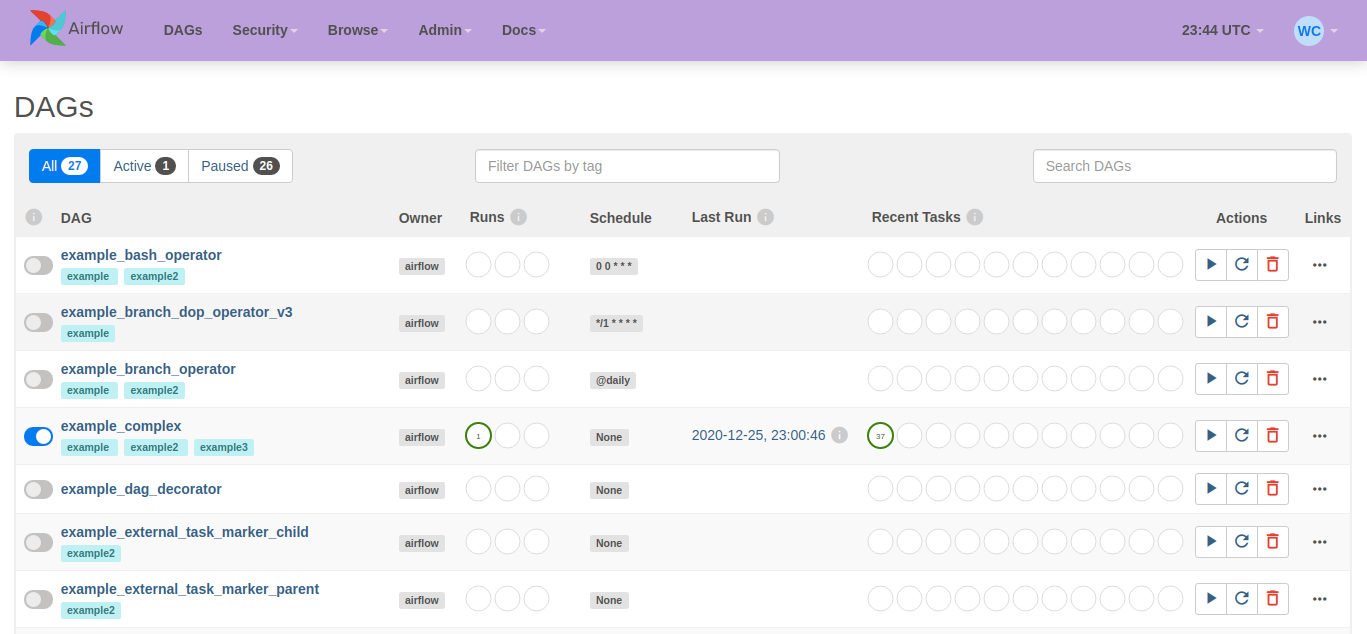 Airflow DAGs Security Browse Admin Docs 23:44 UTC WC
DAGs
All 27 Active 1 Paused 26 Filter DAGs by tag Search DAGs
i DAG Owner Runs i Schedule Last Run i Recent Tasks i Actions Links
example_bash_operator
airflow 0 0 * * *
example example2
example_branch_dop_operator_v3
airflow */1 * * * *
example
example_branch_operator
airflow @daily
example example2
example_complex
airflow 1 None 2020-12-25, 23:00:46 i 37
example example2 example3
example_dag_decorator airflow None
example_external_task_marker_child
airflow None
example2
example_external_task_marker_parent
airflow None
example2